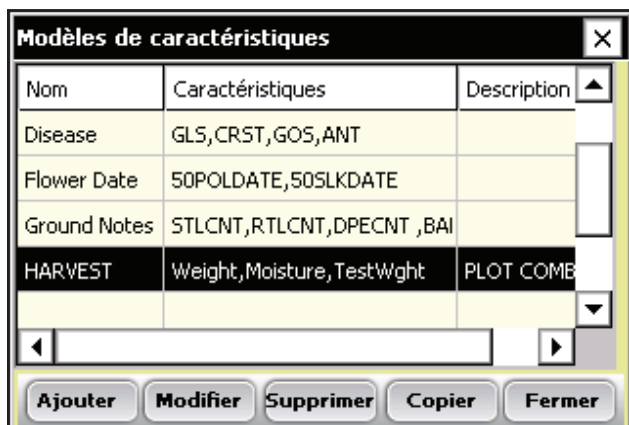 Modèles de caractéristiques
Nom Caractéristiques Description
Disease GLS,CRST,GOS,ANT
Flower Date 50POLDATE,50SLKDATE
Ground Notes STLCNT,RTLCNT,DPECNT ,BAI
HARVEST Weight,Moisture,TestWght PLOT COMB
Ajouter Modifier Supprimer Copier Fermer